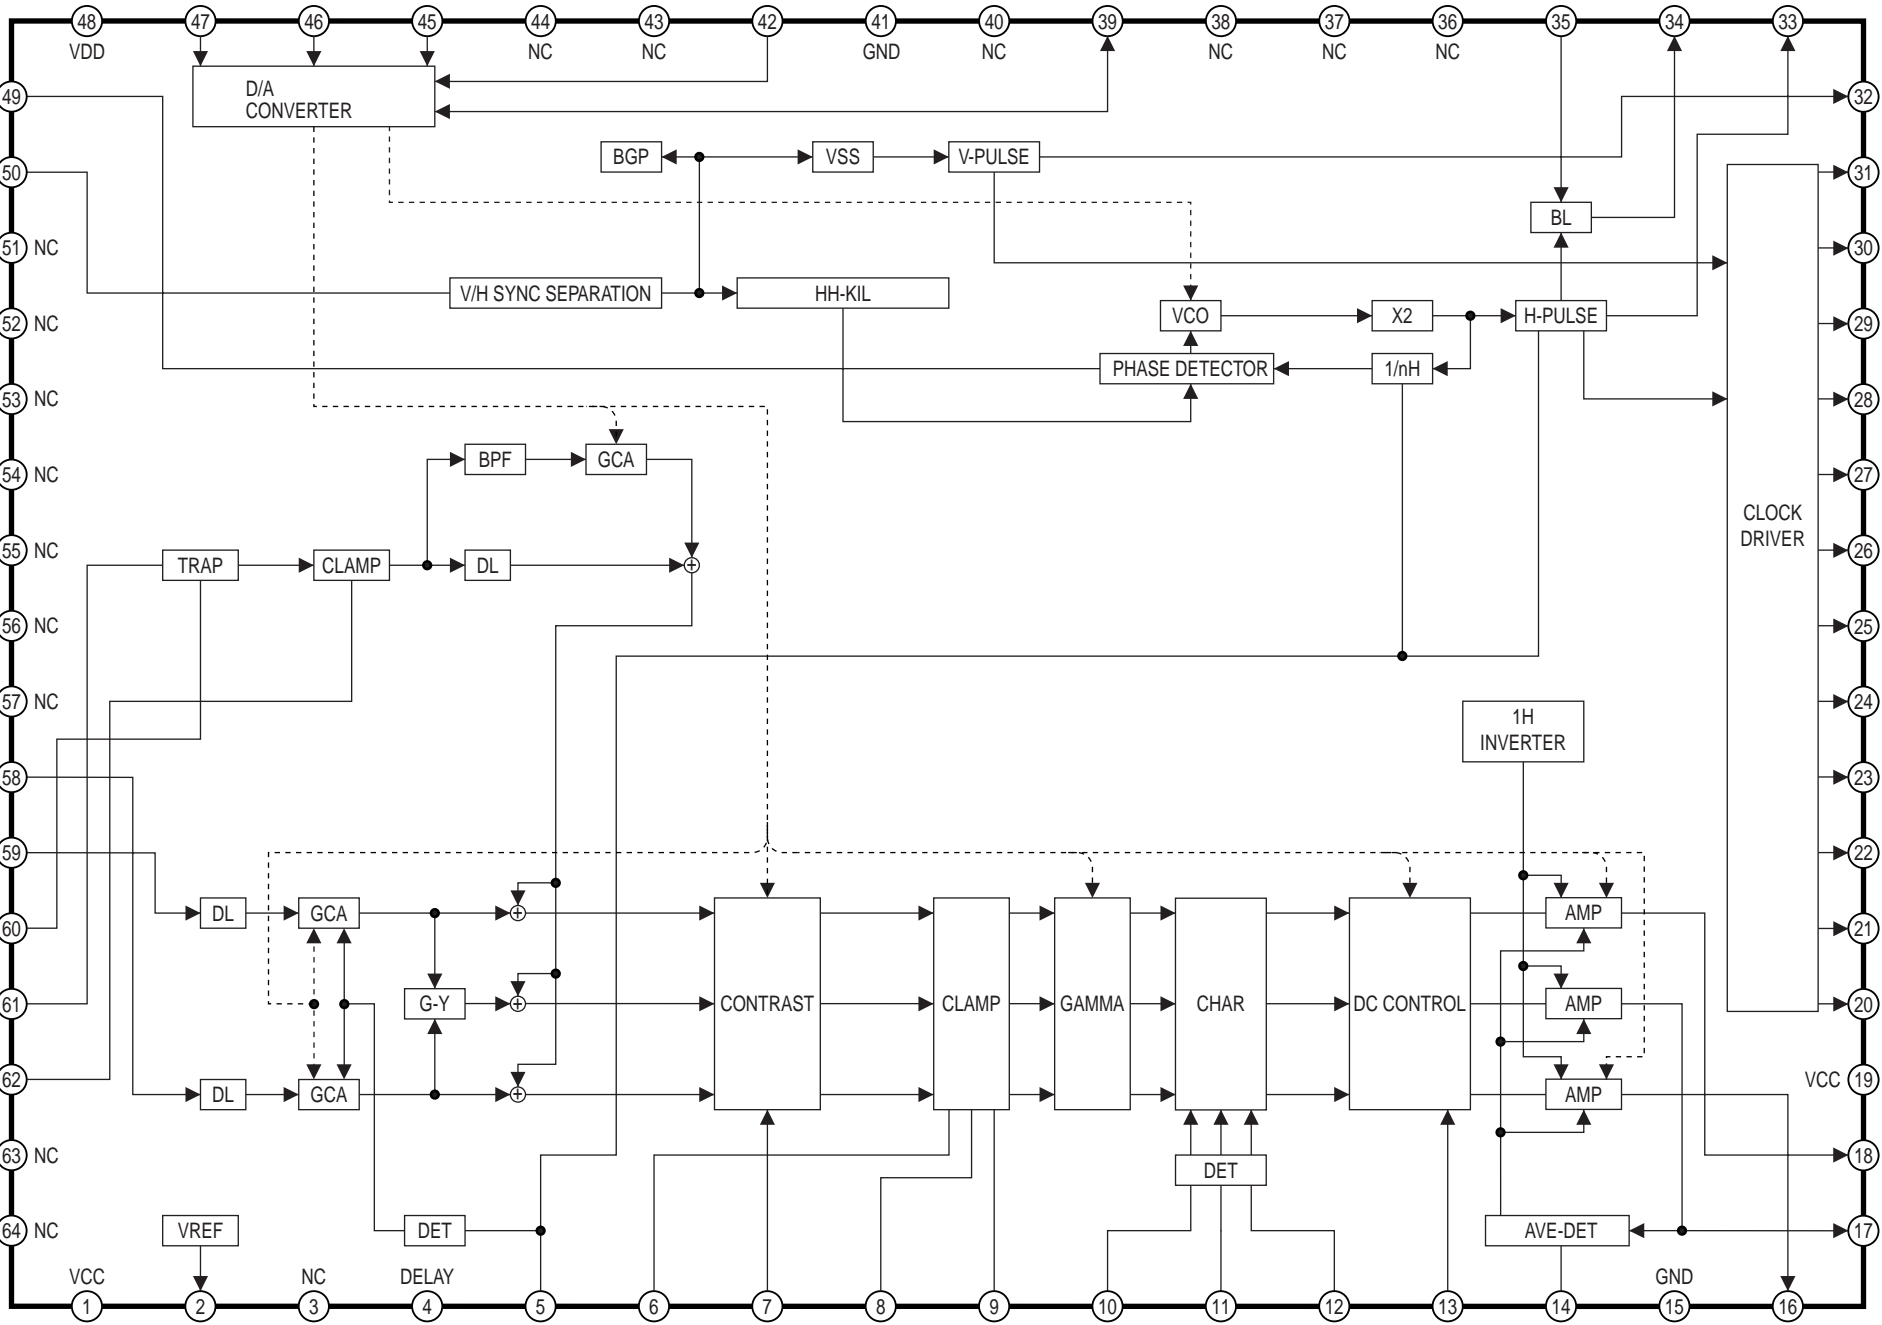 48 47 46 45 44 43 42 41 40 39 38 37 36 35 34 33
VDD NC NC GND NC NC NC NC
D/A
CONVERTER
49 32
BGP VSS V-PULSE
50 31
BL
51 NC 30
V/H SYNC SEPARATION HH-KIL
VCO X2 H-PULSE
52 NC 29
PHASE DETECTOR 1/nH
53 NC 28
BPF GCA
54 NC 27
CLOCK
DRIVER
55 NC 26
TRAP CLAMP DL +
56 NC 25
57 NC 24
1H
INVERTER
58 23
59 22
DL GCA + AMP
60 21
61 G-Y + CONTRAST CLAMP GAMMA CHAR DC CONTROL AMP 20
62 VCC 19
DL GCA + AMP
63 NC 18
DET
64 NC VREF DET AVE-DET 17
VCC NC DELAY GND
1 2 3 4 5 6 7 8 9 10 11 12 13 14 15 16